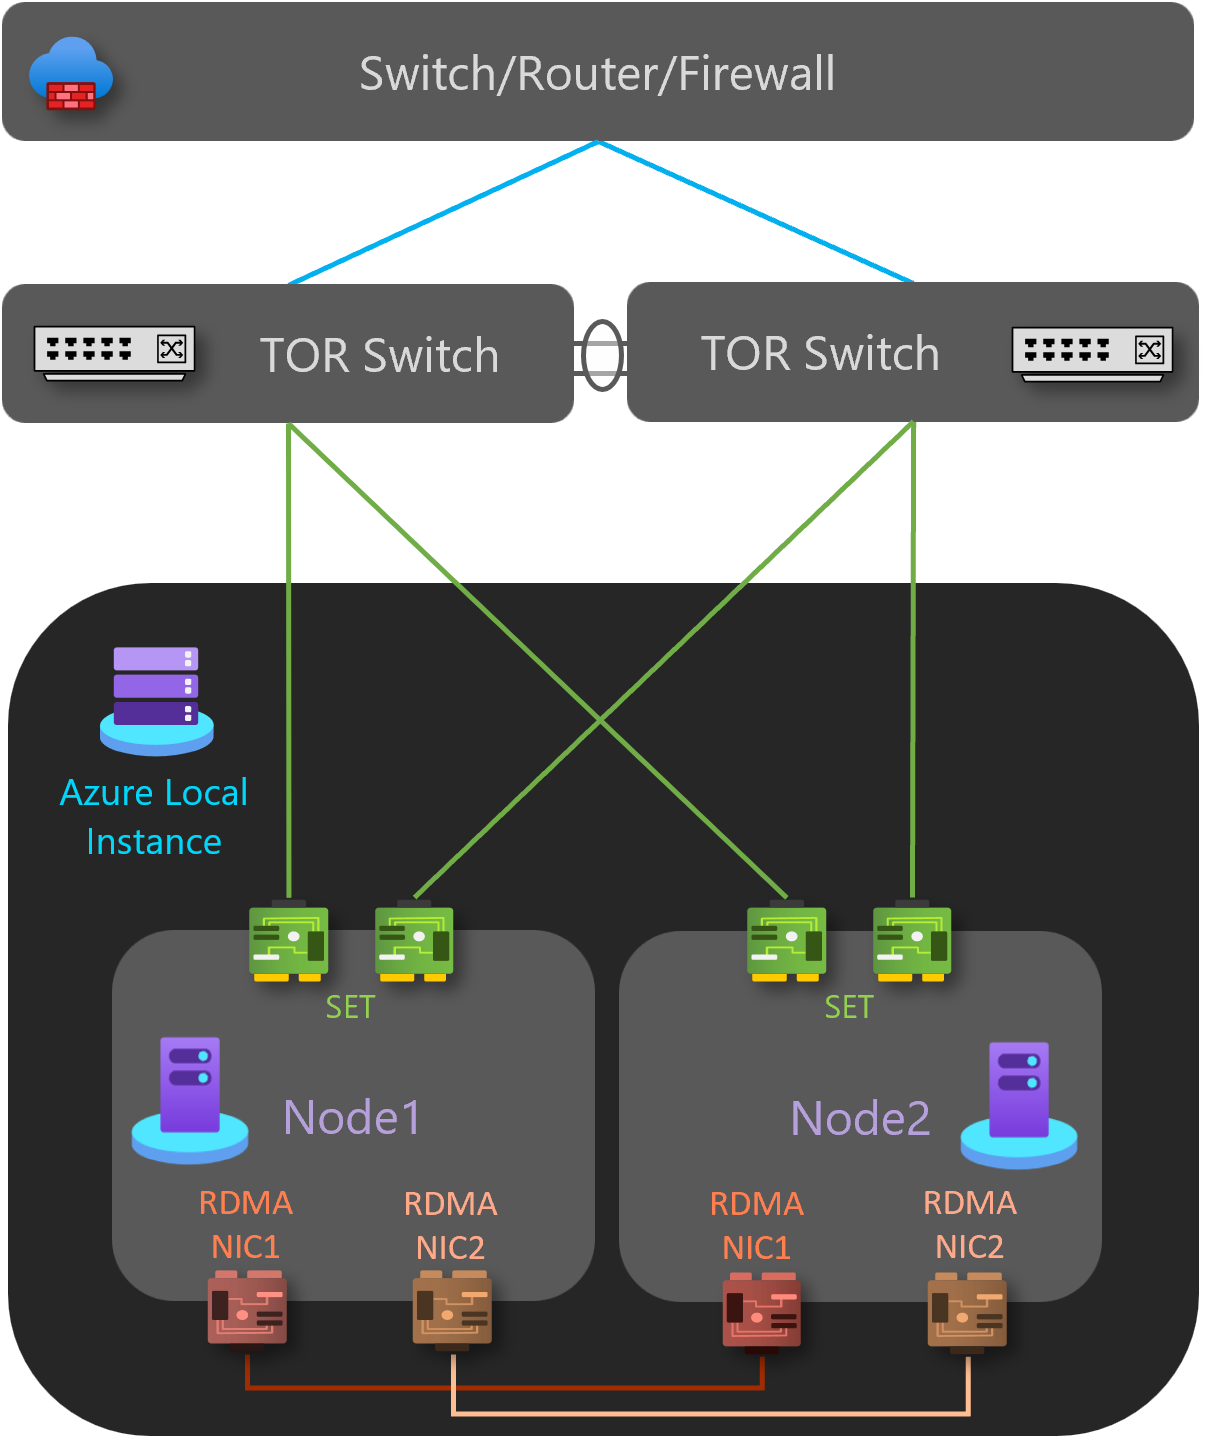 Switch/Router/Firewall
TOR Switch
TOR Switch
Azure Local
Instance
SET
SET
Node1
Node2
RDMA
NIC1
RDMA
NIC2
RDMA
NIC1
RDMA
NIC2